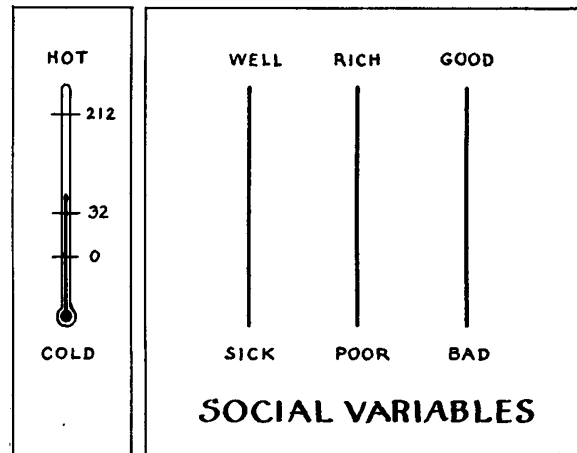 HOT
212
32
0
COLD
WELL RICH GOOD
SICK POOR BAD
SOCIAL VARIABLES